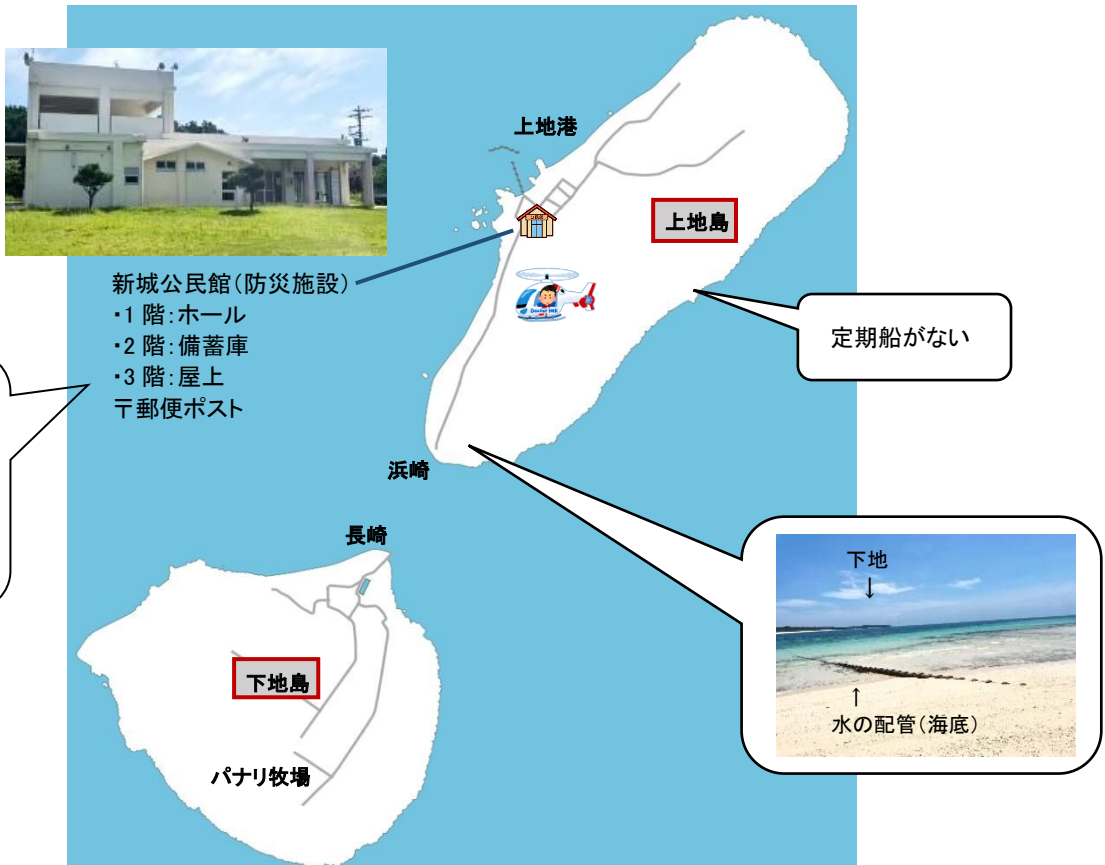 上地港
上地島
新城公民館(防災施設)
・1 階:ホール
・2 階:備蓄庫
・3 階:屋上
〒郵便ポスト
定期船がない
浜崎
長崎
下地島
パナリ牧場
下地
↓
↑
水の配管(海底)